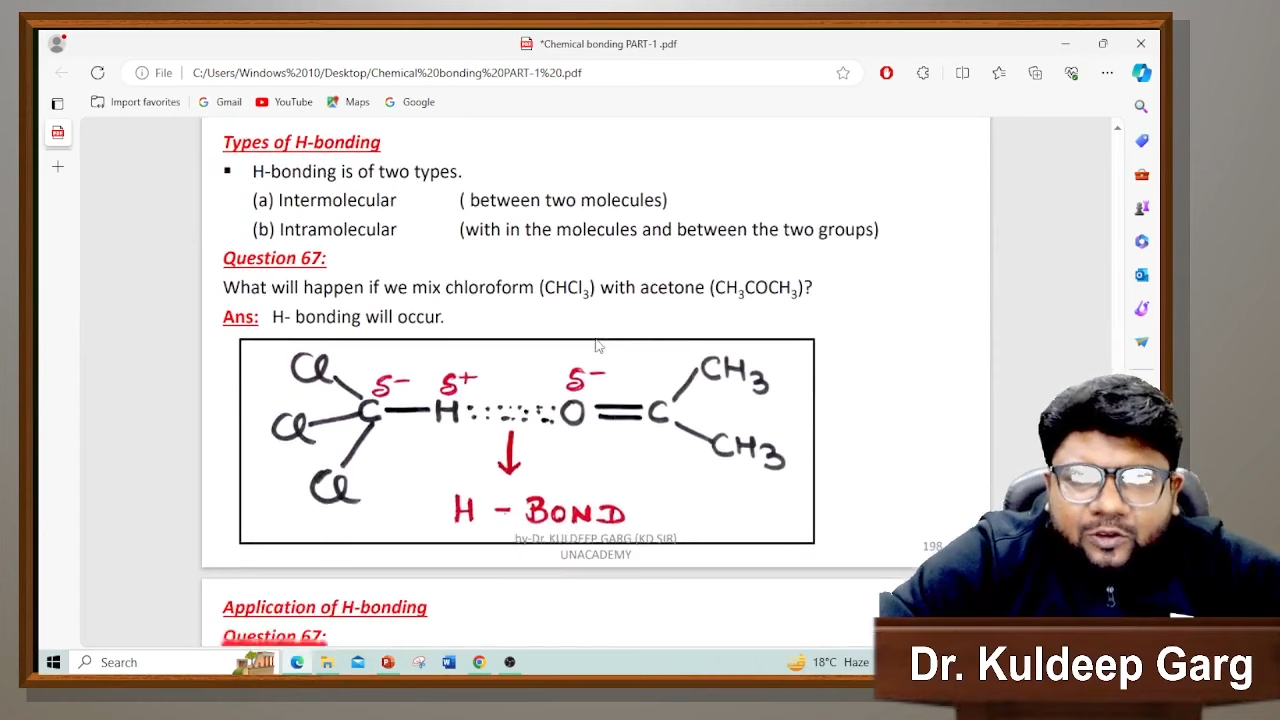 *Chemical bonding PART-1 .pdf
File
C:/Users/Windows%2010/Desktop/Chemical%20bonding%20PART-1%20.pdf
Import favorites
Gmail
YouTube
Maps
Google
Types of H-bonding
▪ H-bonding is of two types.
(a) Intermolecular ( between two molecules)
(b) Intramolecular (with in the molecules and between the two groups)
Question 67:
What will happen if we mix chloroform (CHCl₃) with acetone (CH₃COCH₃)?
Ans: H- bonding will occur.
Cl
Cl
Cl
δ− δ+ δ−
C—H O=C
CH₃
CH₃
H - BOND
by-Dr. KULDEEP GARG (KD SIR)
UNACADEMY
198
Application of H-bonding
Question 67:
Search
18°C Haze
Dr. Kuldeep Garg